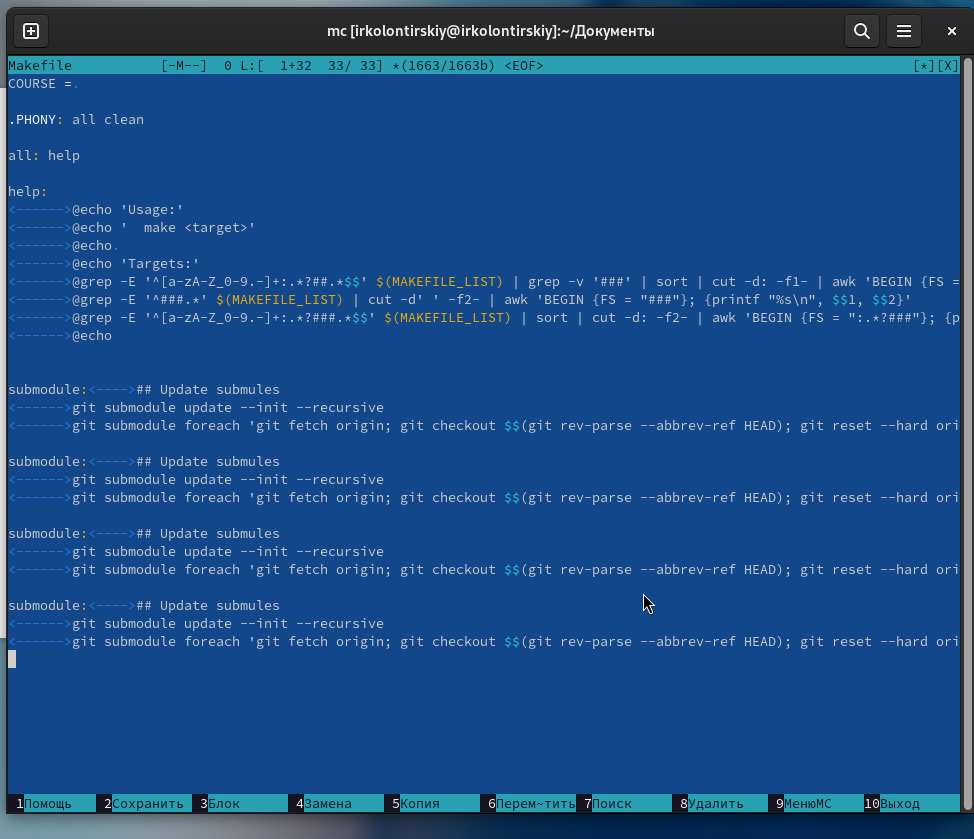 mc [irkolontirskiy@irkolontirskiy]:~/Документы
Makefile [-M--] 0 L:[ 1+32 33/ 33] *(1663/1663b) <EOF> [*][X]
COURSE =.
.PHONY: all clean
all: help
help:
<------>@echo 'Usage:'
<------>@echo '  make <target>'
<------>@echo.
<------>@echo 'Targets:'
<------>@grep -E '^[a-zA-Z_0-9.-]+:.*?##.*$$' $(MAKEFILE_LIST) | grep -v '###' | sort | cut -d: -f1- | awk 'BEGIN {FS =
<------>@grep -E '^###.*' $(MAKEFILE_LIST) | cut -d' ' -f2- | awk 'BEGIN {FS = "###"}; {printf "%s\n", $$1, $$2}'
<------>@grep -E '^[a-zA-Z_0-9.-]+:.*?###.*$$' $(MAKEFILE_LIST) | sort | cut -d: -f2- | awk 'BEGIN {FS = ":.*?###"}; {p
<------>@echo
submodule:<---->## Update submules
<------>git submodule update --init --recursive
<------>git submodule foreach 'git fetch origin; git checkout $$(git rev-parse --abbrev-ref HEAD); git reset --hard ori
submodule:<---->## Update submules
<------>git submodule update --init --recursive
<------>git submodule foreach 'git fetch origin; git checkout $$(git rev-parse --abbrev-ref HEAD); git reset --hard ori
submodule:<---->## Update submules
<------>git submodule update --init --recursive
<------>git submodule foreach 'git fetch origin; git checkout $$(git rev-parse --abbrev-ref HEAD); git reset --hard ori
submodule:<---->## Update submules
<------>git submodule update --init --recursive
<------>git submodule foreach 'git fetch origin; git checkout $$(git rev-parse --abbrev-ref HEAD); git reset --hard ori
1Помощь 2Сохранить 3Блок 4Замена 5Копия 6Перем~тить 7Поиск 8Удалить 9МенюMC 10Выход